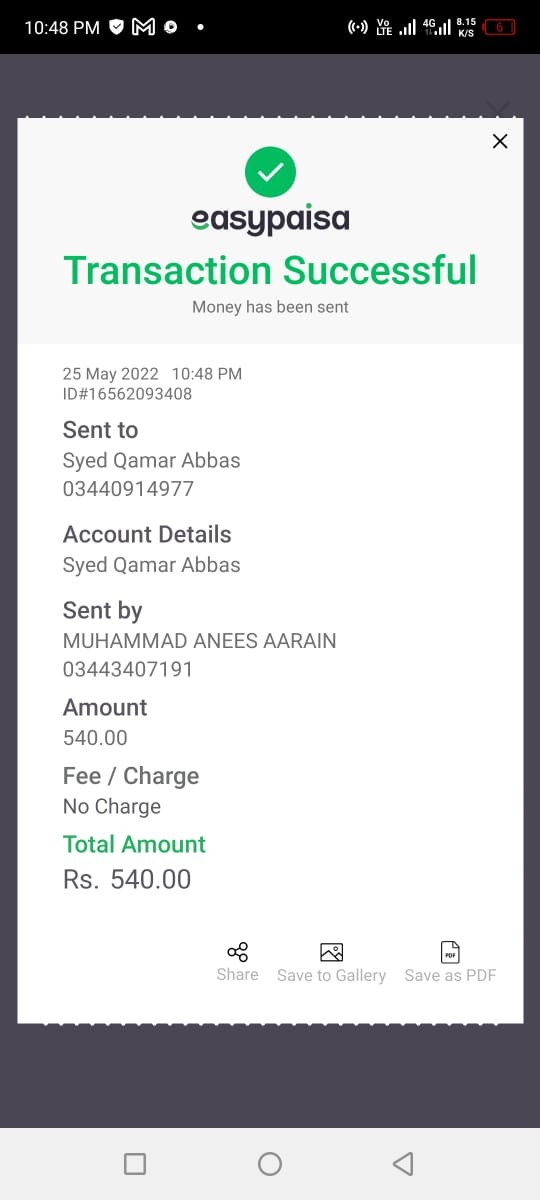 10:48 PM
Vo LTE 4G 8.15 K/S 6
easypaisa
Transaction Successful
Money has been sent
25 May 2022 10:48 PM
ID#16562093408
Sent to
Syed Qamar Abbas
03440914977
Account Details
Syed Qamar Abbas
Sent by
MUHAMMAD ANEES AARAIN
03443407191
Amount
540.00
Fee / Charge
No Charge
Total Amount
Rs. 540.00
Share Save to Gallery Save as PDF